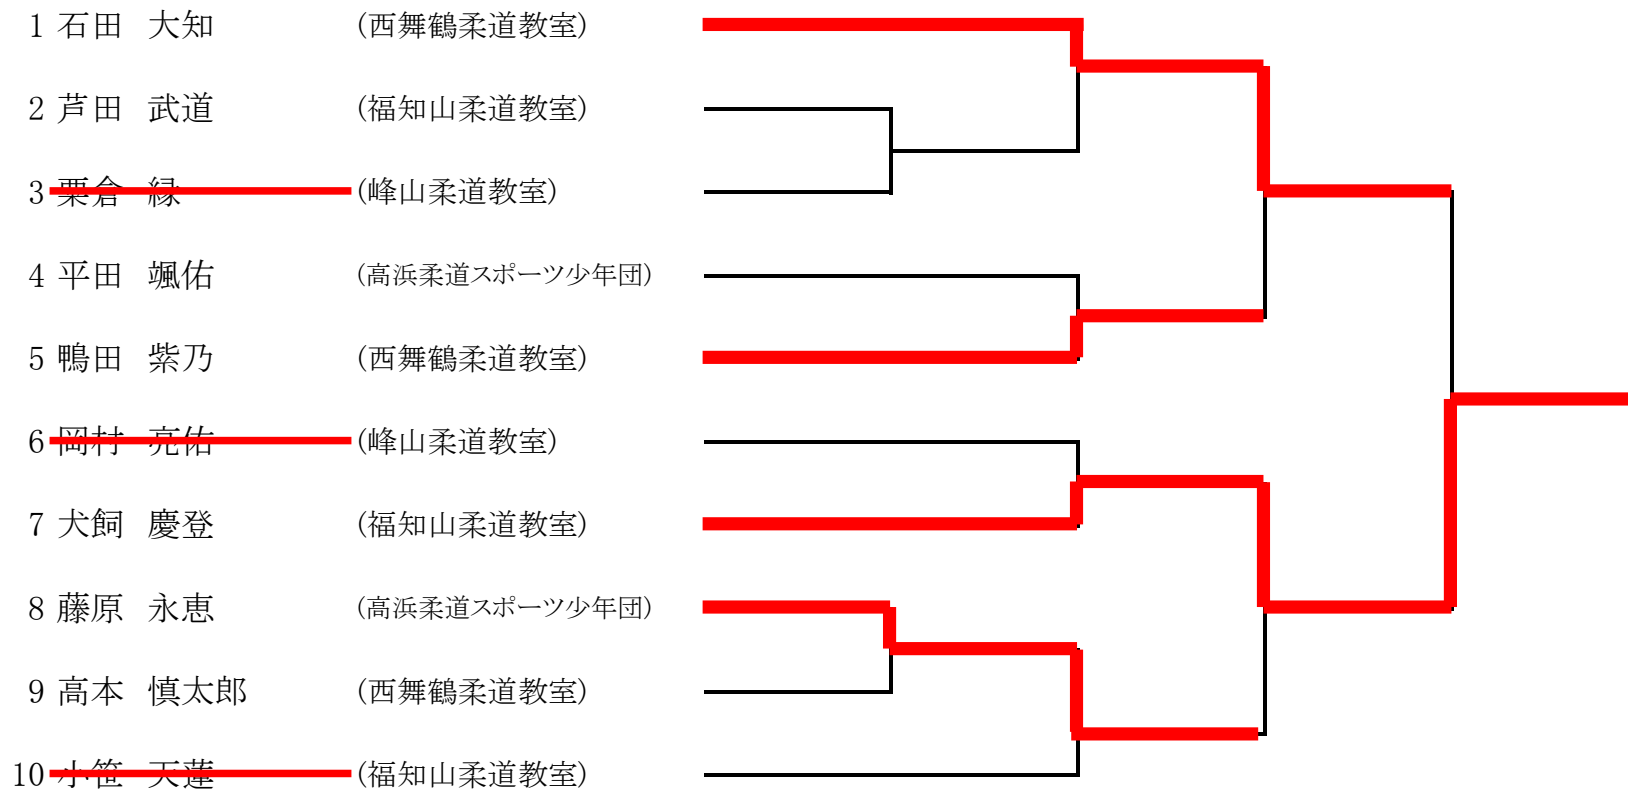 1 石田 大知 (西舞鶴柔道教室)
2 芦田 武道 (福知山柔道教室)
3 栗倉 縁 (峰山柔道教室)
4 平田 颯佑 (高浜柔道スポーツ少年団)
5 鴨田 紫乃 (西舞鶴柔道教室)
6 岡村 亮佑 (峰山柔道教室)
7 犬飼 慶登 (福知山柔道教室)
8 藤原 永恵 (高浜柔道スポーツ少年団)
9 高本 慎太郎 (西舞鶴柔道教室)
10 小笹 天蓮 (福知山柔道教室)